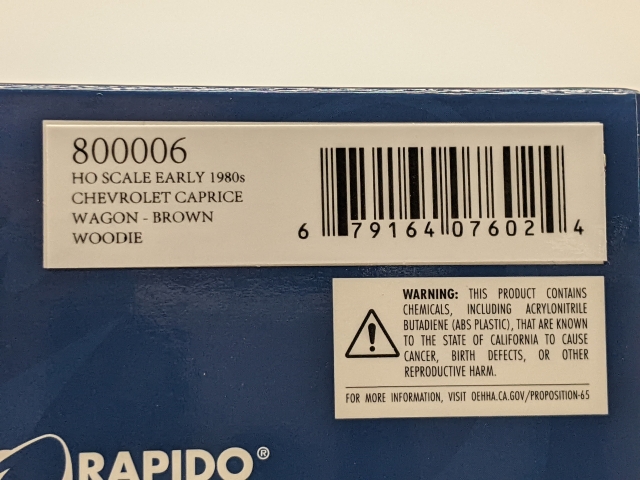 800006
HO SCALE EARLY 1980s
CHEVROLET CAPRICE
WAGON - BROWN
WOODIE
6 79164 07602 4
WARNING: THIS PRODUCT CONTAINS
CHEMICALS, INCLUDING ACRYLONITRILE
BUTADIENE (ABS PLASTIC), THAT ARE KNOWN
TO THE STATE OF CALIFORNIA TO CAUSE
CANCER, BIRTH DEFECTS, OR OTHER
REPRODUCTIVE HARM.
FOR MORE INFORMATION, VISIT OEHHA.CA.GOV/PROPOSITION-65
RAPIDO®